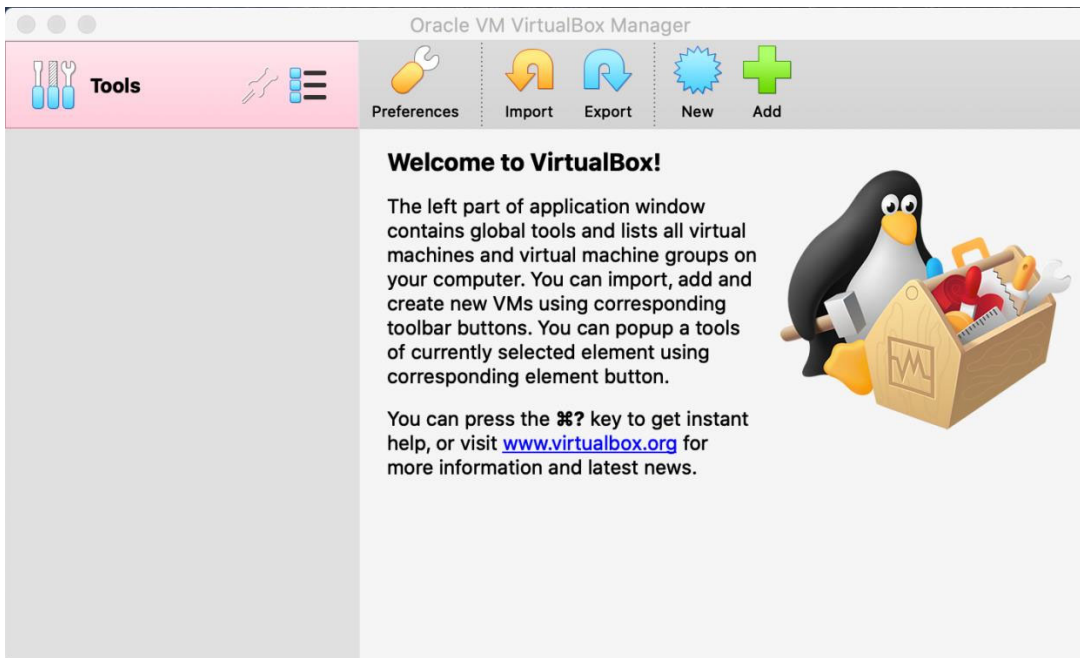 Oracle VM VirtualBox Manager
Tools
Preferences
Import
Export
New
Add
Welcome to VirtualBox!
The left part of application window
contains global tools and lists all virtual
machines and virtual machine groups on
your computer. You can import, add and
create new VMs using corresponding
toolbar buttons. You can popup a tools
of currently selected element using
corresponding element button.
You can press the ⌘? key to get instant
help, or visit www.virtualbox.org for
more information and latest news.